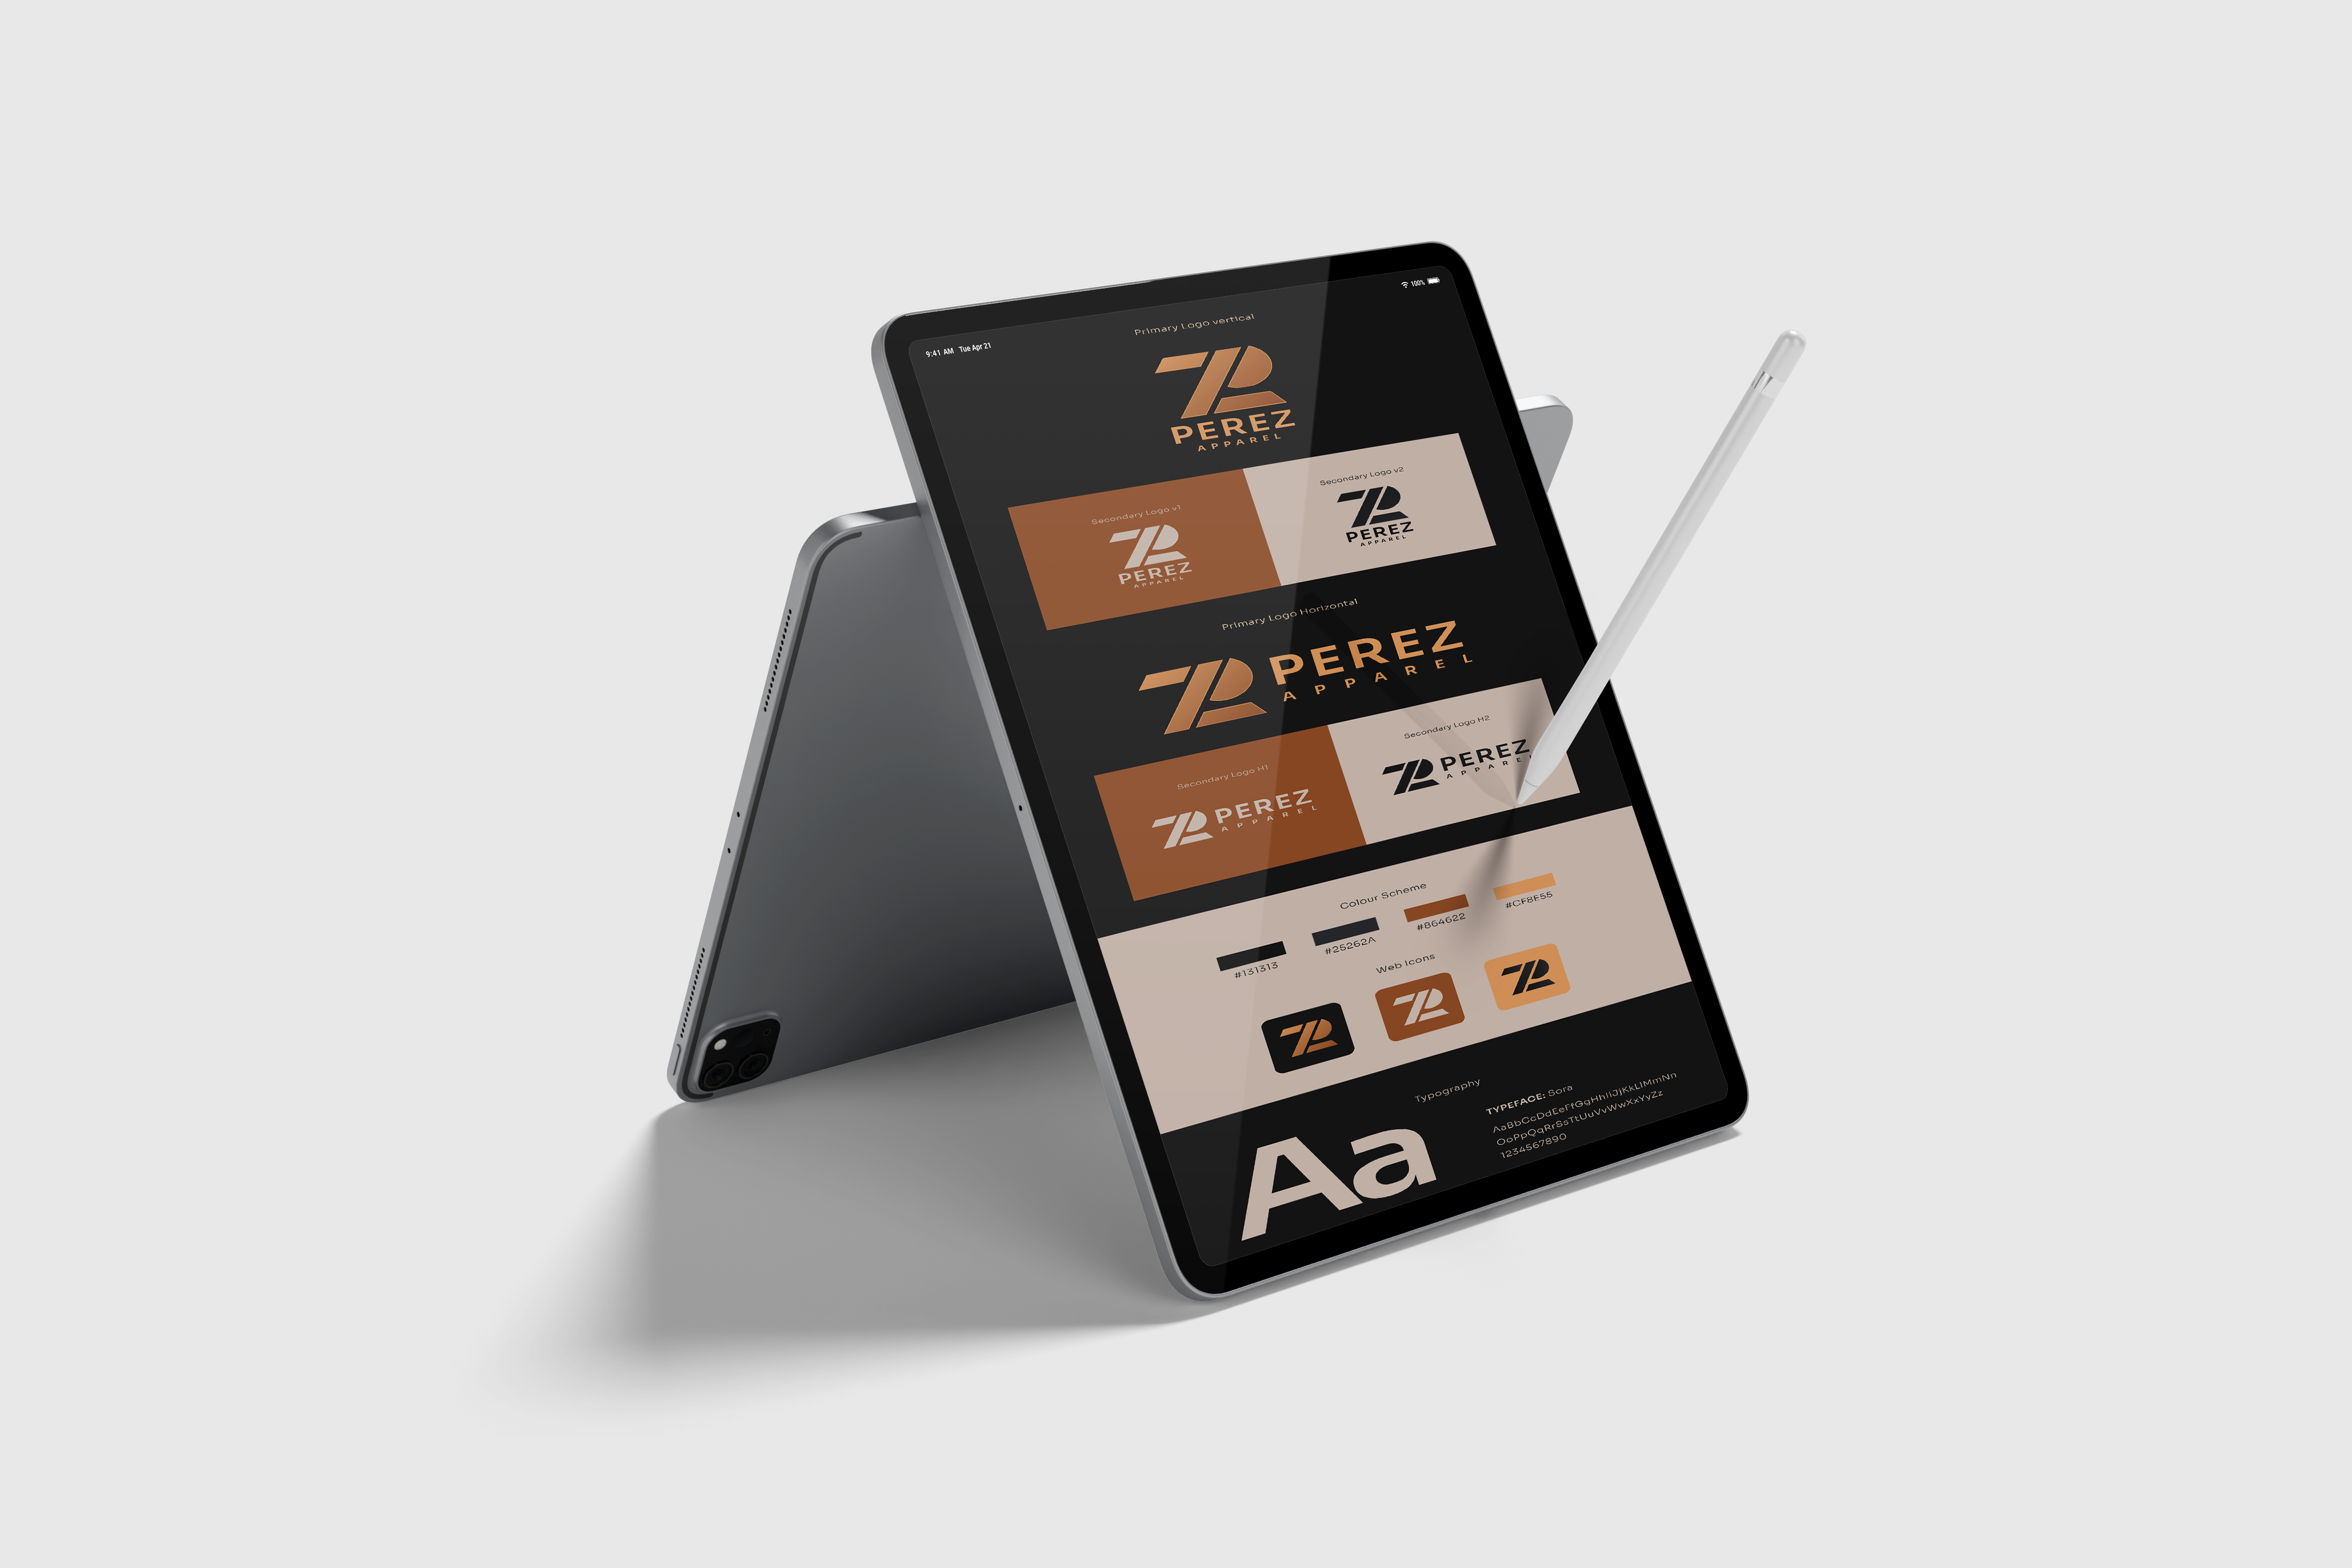 9:41 AM Tue Apr 21
100%
Primary Logo vertical
PEREZ
APPAREL
Secondary Logo v1
PEREZ
APPAREL
Secondary Logo v2
PEREZ
APPAREL
Primary Logo Horizontal
PEREZ
APPAREL
Secondary Logo H1
PEREZ
APPAREL
Secondary Logo H2
PEREZ
APPAREL
Colour Scheme
#131313
#25262A
#864622
#CF8E55
Web Icons
Typography
Aa
TYPEFACE: Sora
AaBbCcDdEeFfGgHhIiJjKkLlMmNn
OoPpQqRrSsTtUuVvWwXxYyZz
1234567890